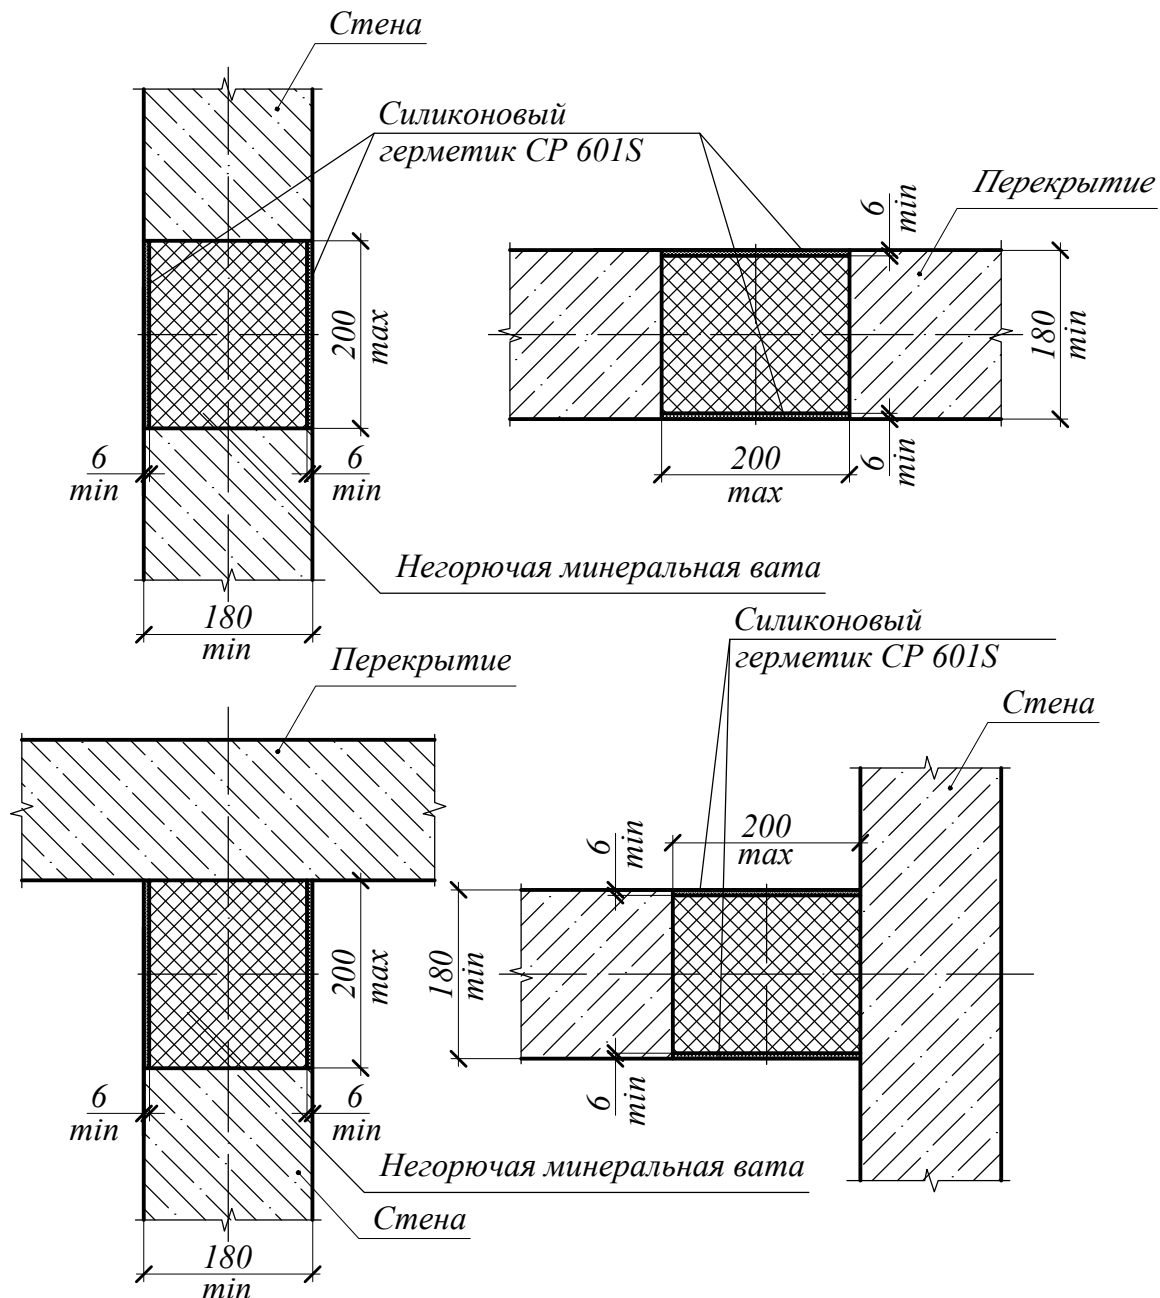 Стена
Силиконовый
герметик CP 601S
200
max
6
min
6
min
Негорючая минеральная вата
180
min
Перекрытие
6
min
180
min
6
min
200
max
Перекрытие
200
max
6
min
6
min
Негорючая минеральная вата
Стена
180
min
Силиконовый
герметик CP 601S
Стена
200
max
6
min
180
min
6
min